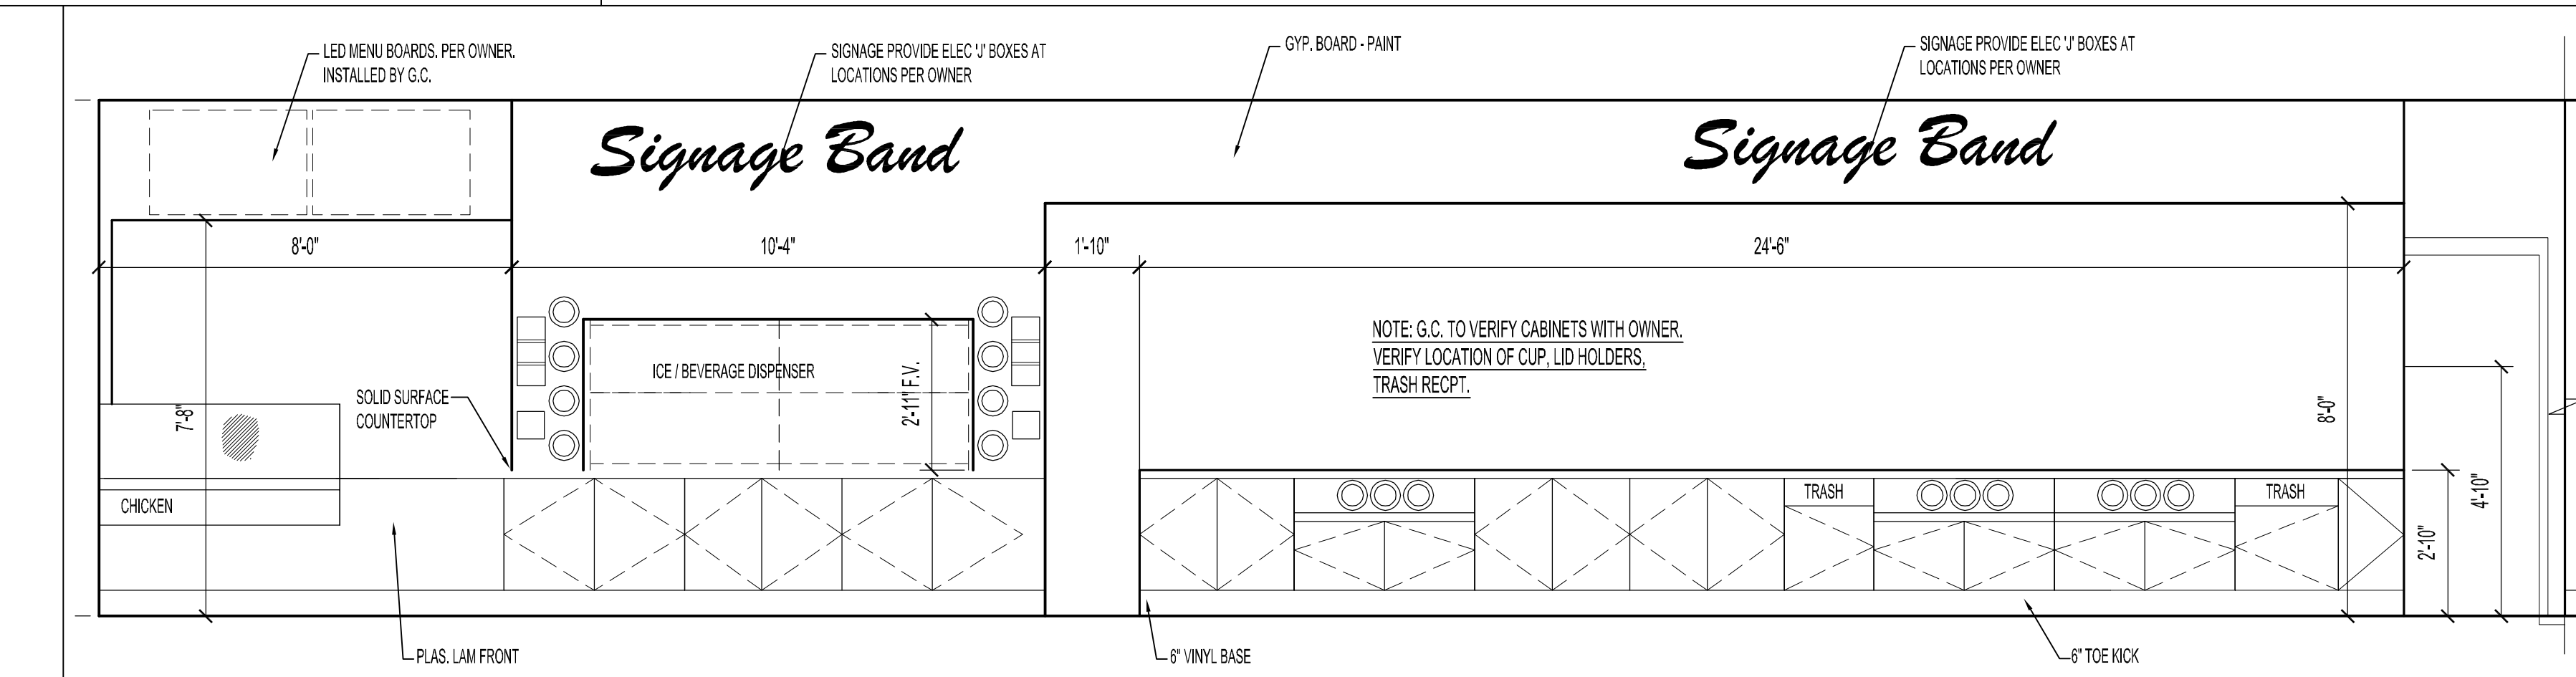 LED MENU BOARDS. PER OWNER.
INSTALLED BY G.C.
SIGNAGE PROVIDE ELEC 'J' BOXES AT
LOCATIONS PER OWNER
GYP. BOARD - PAINT
SIGNAGE PROVIDE ELEC 'J' BOXES AT
LOCATIONS PER OWNER
Signage Band
Signage Band
8'-0"
10'-4"
1'-10"
24'-6"
NOTE: G.C. TO VERIFY CABINETS WITH OWNER.
VERIFY LOCATION OF CUP, LID HOLDERS,
TRASH RECPT.
ICE / BEVERAGE DISPENSER
2'-11" F.V.
SOLID SURFACE
COUNTERTOP
7'-8"
8'-0"
4'-10"
2'-10"
CHICKEN
TRASH
TRASH
PLAS. LAM FRONT
6" VINYL BASE
6" TOE KICK